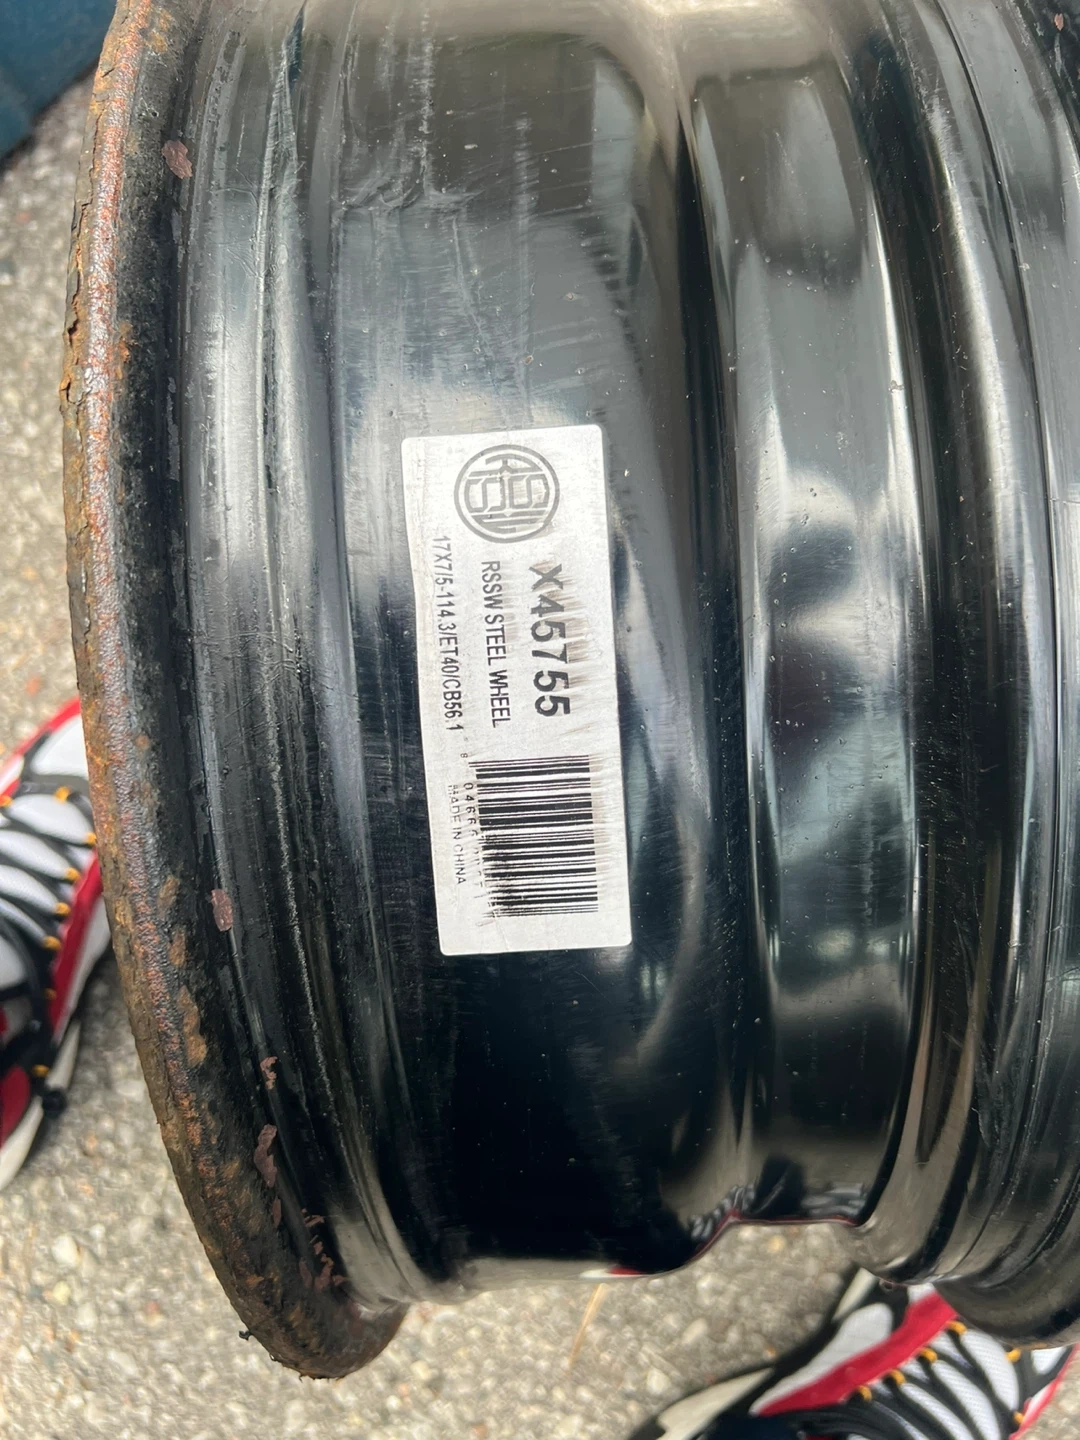 X45755
RSSW STEEL WHEEL
17X7/5-114.3/ET40/CB56.1
MADE IN CHINA